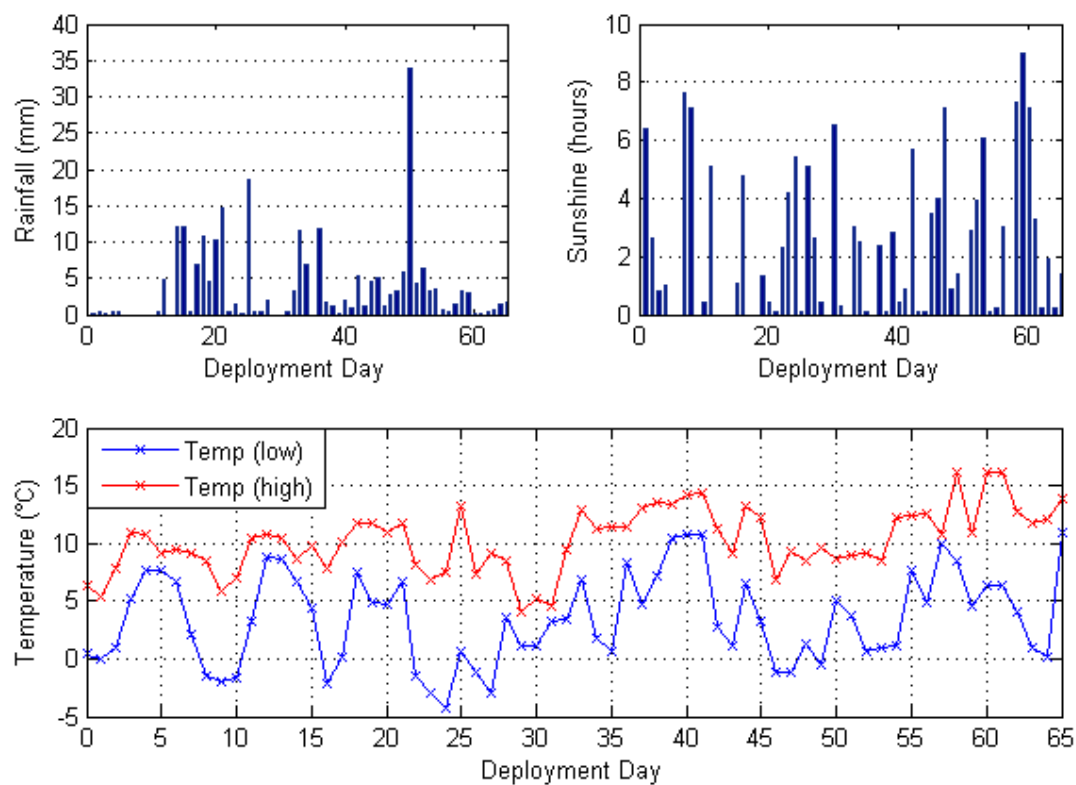 40
35
30
25
20
15
10
5
0
Rainfall (mm)
0 20 40 60
Deployment Day
10
8
6
4
2
0
Sunshine (hours)
0 20 40 60
Deployment Day
20
15
10
5
0
-5
Temperature (°C)
Temp (low)
Temp (high)
0 5 10 15 20 25 30 35 40 45 50 55 60 65
Deployment Day